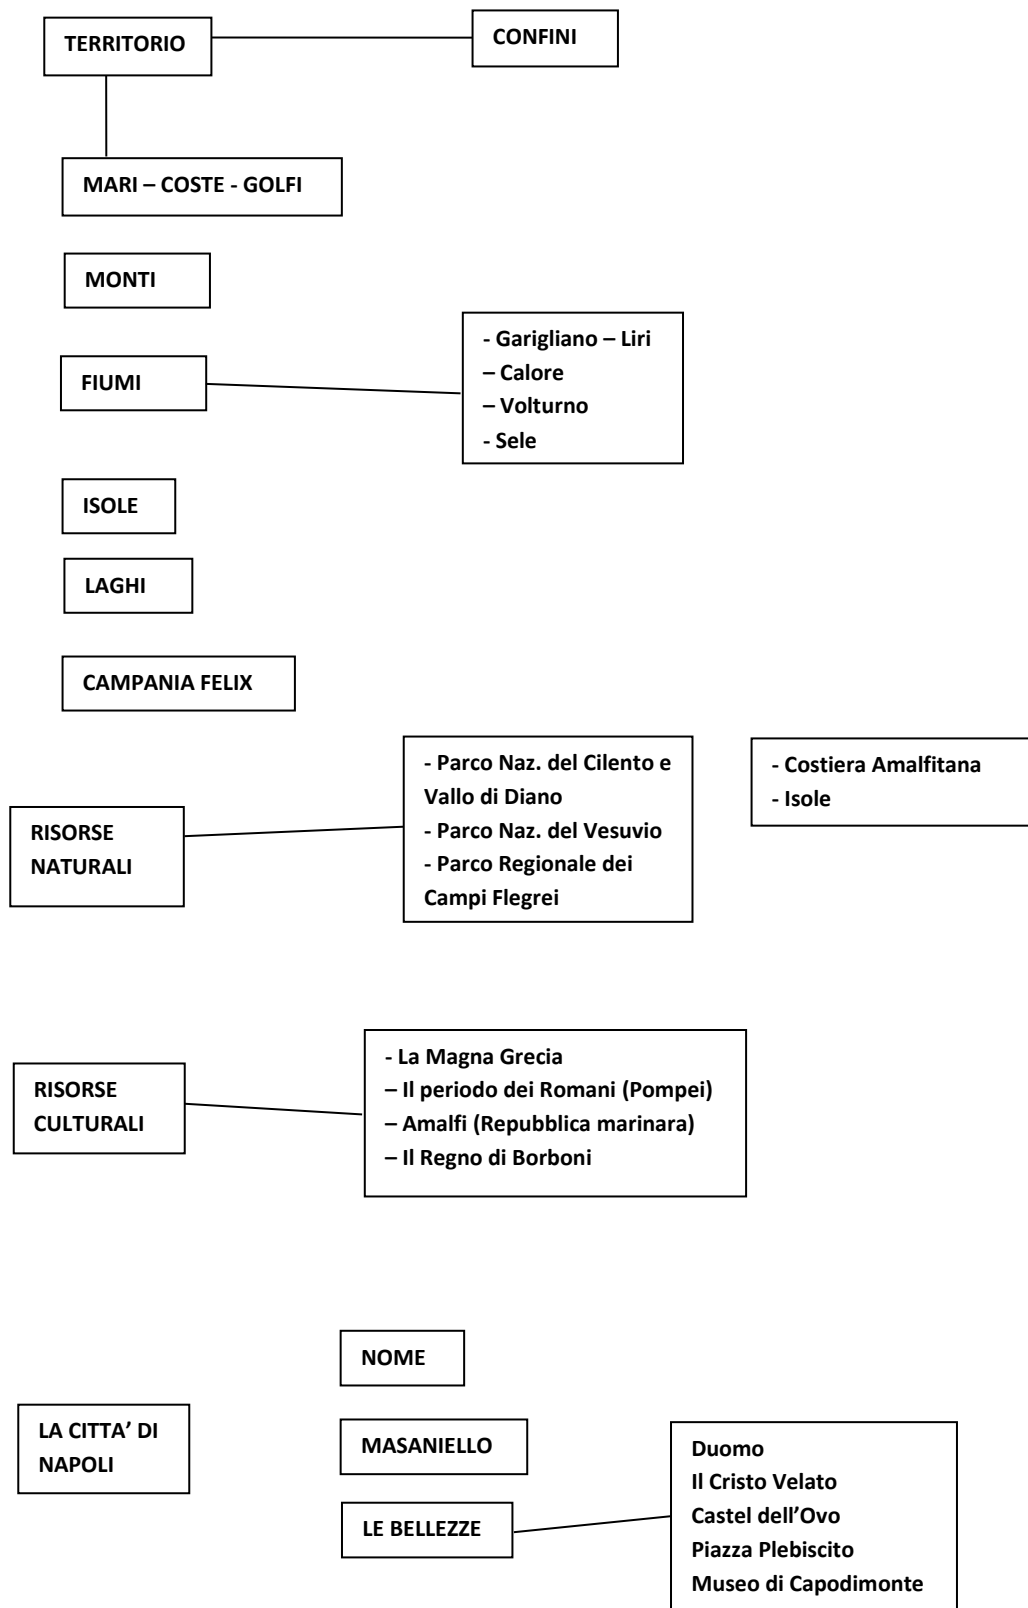 TERRITORIO
CONFINI
MARI – COSTE - GOLFI
MONTI
FIUMI
- Garigliano – Liri
– Calore
– Volturno
- Sele
ISOLE
LAGHI
CAMPANIA FELIX
RISORSE
NATURALI
- Parco Naz. del Cilento e
Vallo di Diano
- Parco Naz. del Vesuvio
- Parco Regionale dei
Campi Flegrei
- Costiera Amalfitana
- Isole
RISORSE
CULTURALI
- La Magna Grecia
– Il periodo dei Romani (Pompei)
– Amalfi (Repubblica marinara)
– Il Regno di Borboni
LA CITTA’ DI
NAPOLI
NOME
MASANIELLO
LE BELLEZZE
Duomo
Il Cristo Velato
Castel dell’Ovo
Piazza Plebiscito
Museo di Capodimonte